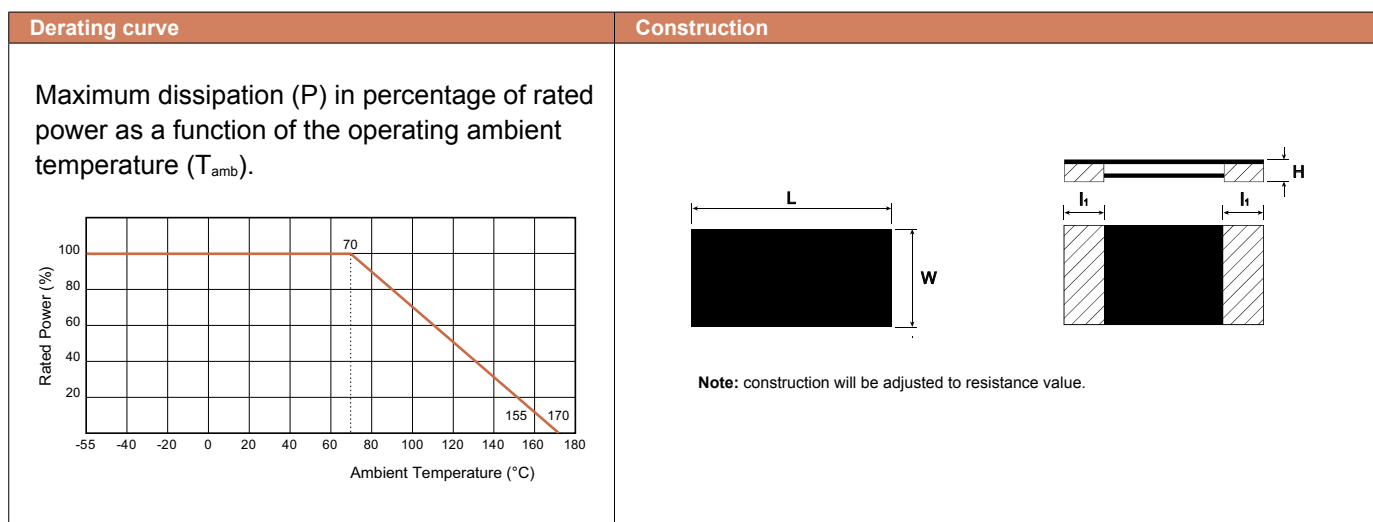 Derating curve
Construction
Maximum dissipation (P) in percentage of rated
power as a function of the operating ambient
temperature (Tamb).
70
100
80
60
40
20
155 170
-55 -40 -20 0 20 40 60 80 100 120 140 160 180
Rated Power (%)
Ambient Temperature (°C)
L
W
H
l1 l1
Note: construction will be adjusted to resistance value.